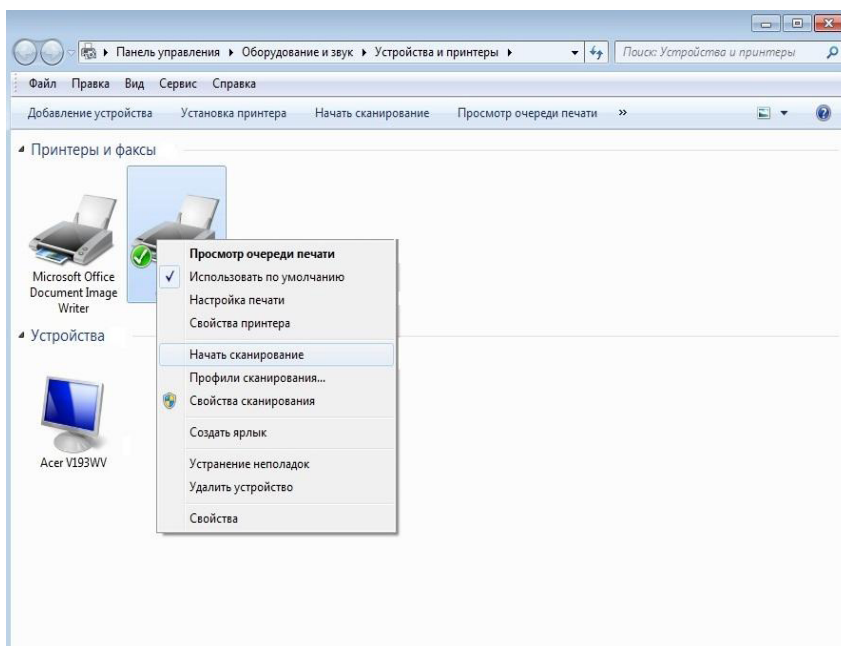 Панель управления Оборудование и звук Устройства и принтеры Поиск: Устройства и принтеры
Файл Правка Вид Сервис Справка
Добавление устройства Установка принтера Начать сканирование Просмотр очереди печати »
Принтеры и факсы
Microsoft Office
Document Image
Writer
Просмотр очереди печати
Использовать по умолчанию
Настройка печати
Свойства принтера
Начать сканирование
Профили сканирования...
Свойства сканирования
Создать ярлык
Устранение неполадок
Удалить устройство
Свойства
Устройства
Acer V193WV